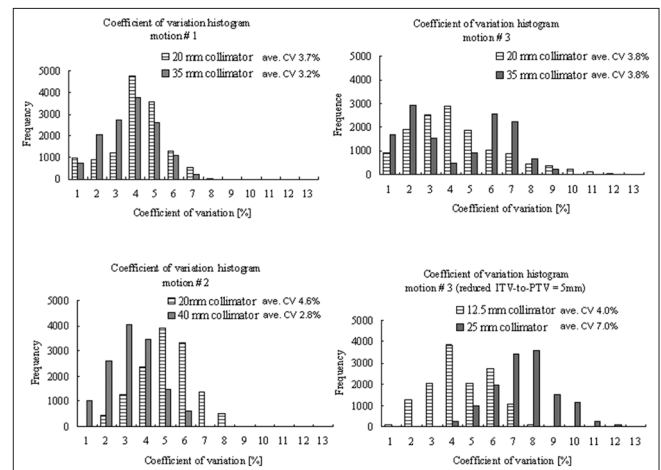 Coefficient of variation histogram
motion # 1
20 mm collimator ave. CV 3.7%
35 mm collimator ave. CV 3.2%
Frequency
5000
4000
3000
2000
1000
0
1 2 3 4 5 6 7 8 9 10 11 12 13
Coefficient of variation [%]
Coefficient of variation histogram
motion # 3
20 mm collimator ave. CV 3.8%
35 mm collimator ave. CV 3.8%
Frequence
5000
4000
3000
2000
1000
0
1 2 3 4 5 6 7 8 9 10 11 12 13
Coefficient of variation [%]
Coefficient of variation histogram
motion # 2
20mm collimator ave. CV 4.6%
40 mm collimator ave. CV 2.8%
Frequency
5000
4000
3000
2000
1000
0
1 2 3 4 5 6 7 8 9 10 11 12 13
Coefficient of variation [%]
Coefficient of variation histogram
motion # 3 (reduced ITV-to-PTV = 5mm)
12.5 mm collimator ave. CV 4.0%
25 mm collimator ave. CV 7.0%
Frequency
5000
4000
3000
2000
1000
0
1 2 3 4 5 6 7 8 9 10 11 12 13
Coefficient of variation [%]